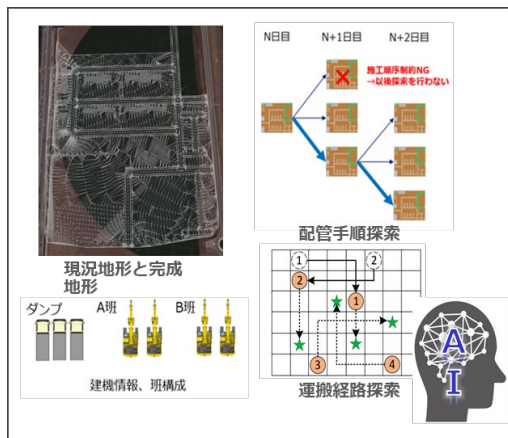 N日目 N+1日目 N+2日目
施工順序制約NG
→以後探索を行わない
配管手順探索
現況地形と完成
地形
ダンプ A班 B班
建機情報、班構成
1 2
2 1
3 4
運搬経路探索
A
I